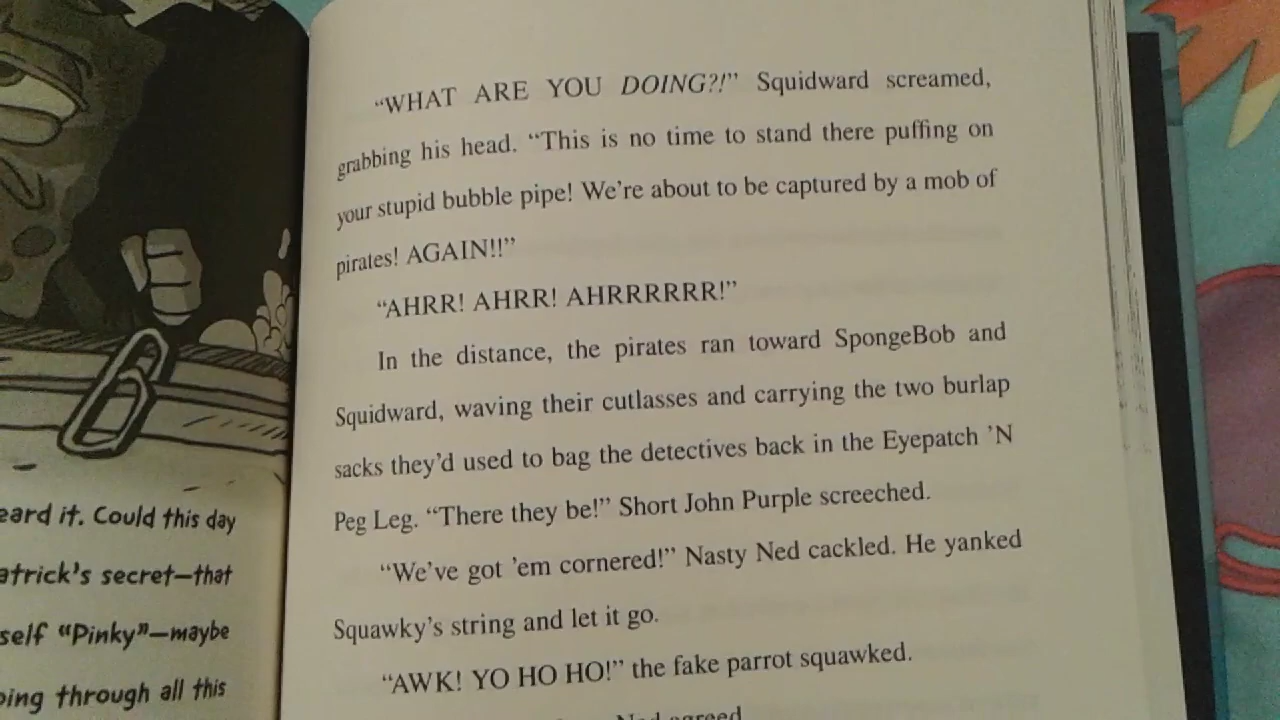 eard it. Could this day
atrick's secret—that
self “Pinky”—maybe
ing through all this
“WHAT ARE YOU DOING?!” Squidward screamed,
grabbing his head. “This is no time to stand there puffing on
your stupid bubble pipe! We’re about to be captured by a mob of
pirates! AGAIN!!”
“AHRR! AHRR! AHRRRRRR!”
In the distance, the pirates ran toward SpongeBob and
Squidward, waving their cutlasses and carrying the two burlap
sacks they’d used to bag the detectives back in the Eyepatch ’N
Peg Leg. “There they be!” Short John Purple screeched.
“We’ve got ’em cornered!” Nasty Ned cackled. He yanked
Squawky’s string and let it go.
“AWK! YO HO HO!” the fake parrot squawked.
Ned agreed